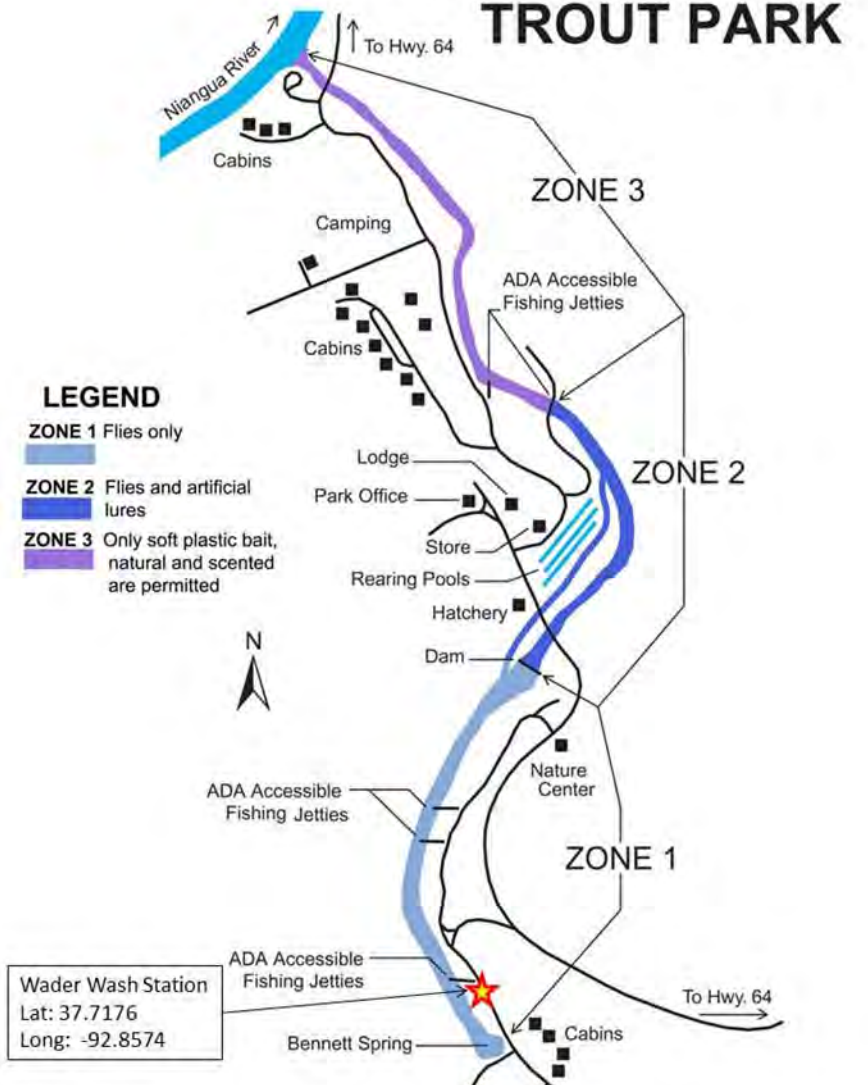 TROUT PARK
To Hwy. 64
Niangua River
Cabins
ZONE 3
Camping
ADA Accessible
Fishing Jetties
Cabins
LEGEND
ZONE 1 Flies only
ZONE 2 Flies and artificial
lures
ZONE 3 Only soft plastic bait,
natural and scented
are permitted
Lodge
Park Office
ZONE 2
Store
Rearing Pools
Hatchery
N
Dam
Nature
Center
ADA Accessible
Fishing Jetties
ZONE 1
ADA Accessible
Fishing Jetties
Wader Wash Station
Lat: 37.7176
Long: -92.8574
To Hwy. 64
Bennett Spring
Cabins